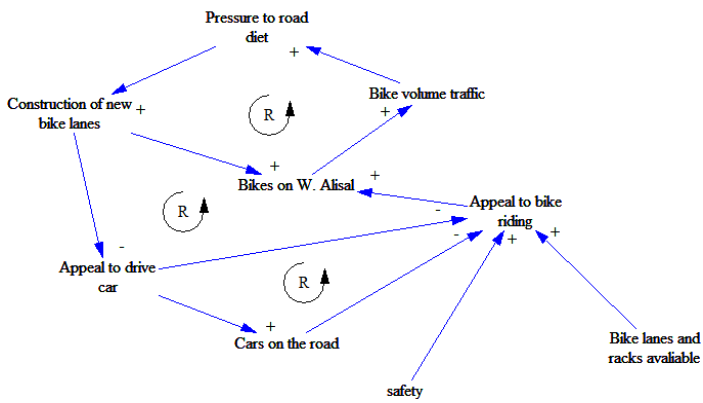 Pressure to road
diet
+
Bike volume traffic
+
Construction of new
bike lanes
+
R
+
Bikes on W. Alisal
+
Appeal to bike
riding
-
-
+
+
R
-
Appeal to drive
car
R
+
Cars on the road
Bike lanes and
racks avaliable
safety